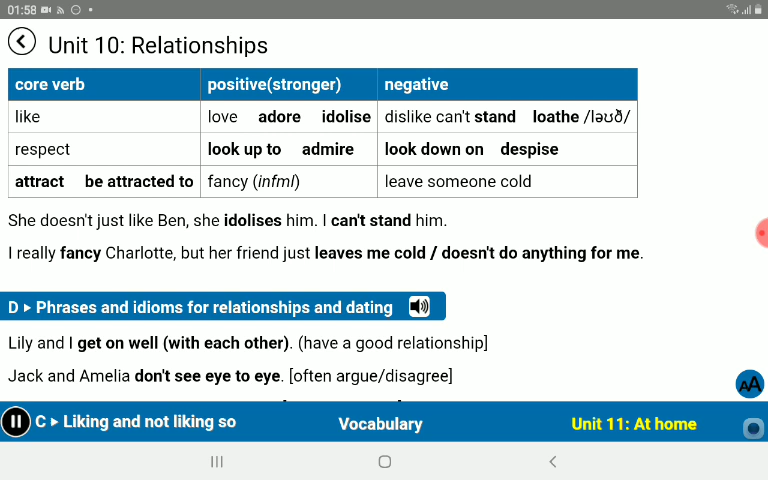 01:58
Unit 10: Relationships
core verb positive(stronger) negative
like love adore idolise dislike can't stand loathe /ləʊð/
respect look up to admire look down on despise
attract be attracted to fancy (infml) leave someone cold
She doesn't just like Ben, she idolises him. I can't stand him.
I really fancy Charlotte, but her friend just leaves me cold / doesn't do anything for me.
D ▸ Phrases and idioms for relationships and dating
Lily and I get on well (with each other). (have a good relationship]
Jack and Amelia don't see eye to eye. [often argue/disagree]
AA
C ▸ Liking and not liking so Vocabulary Unit 11: At home